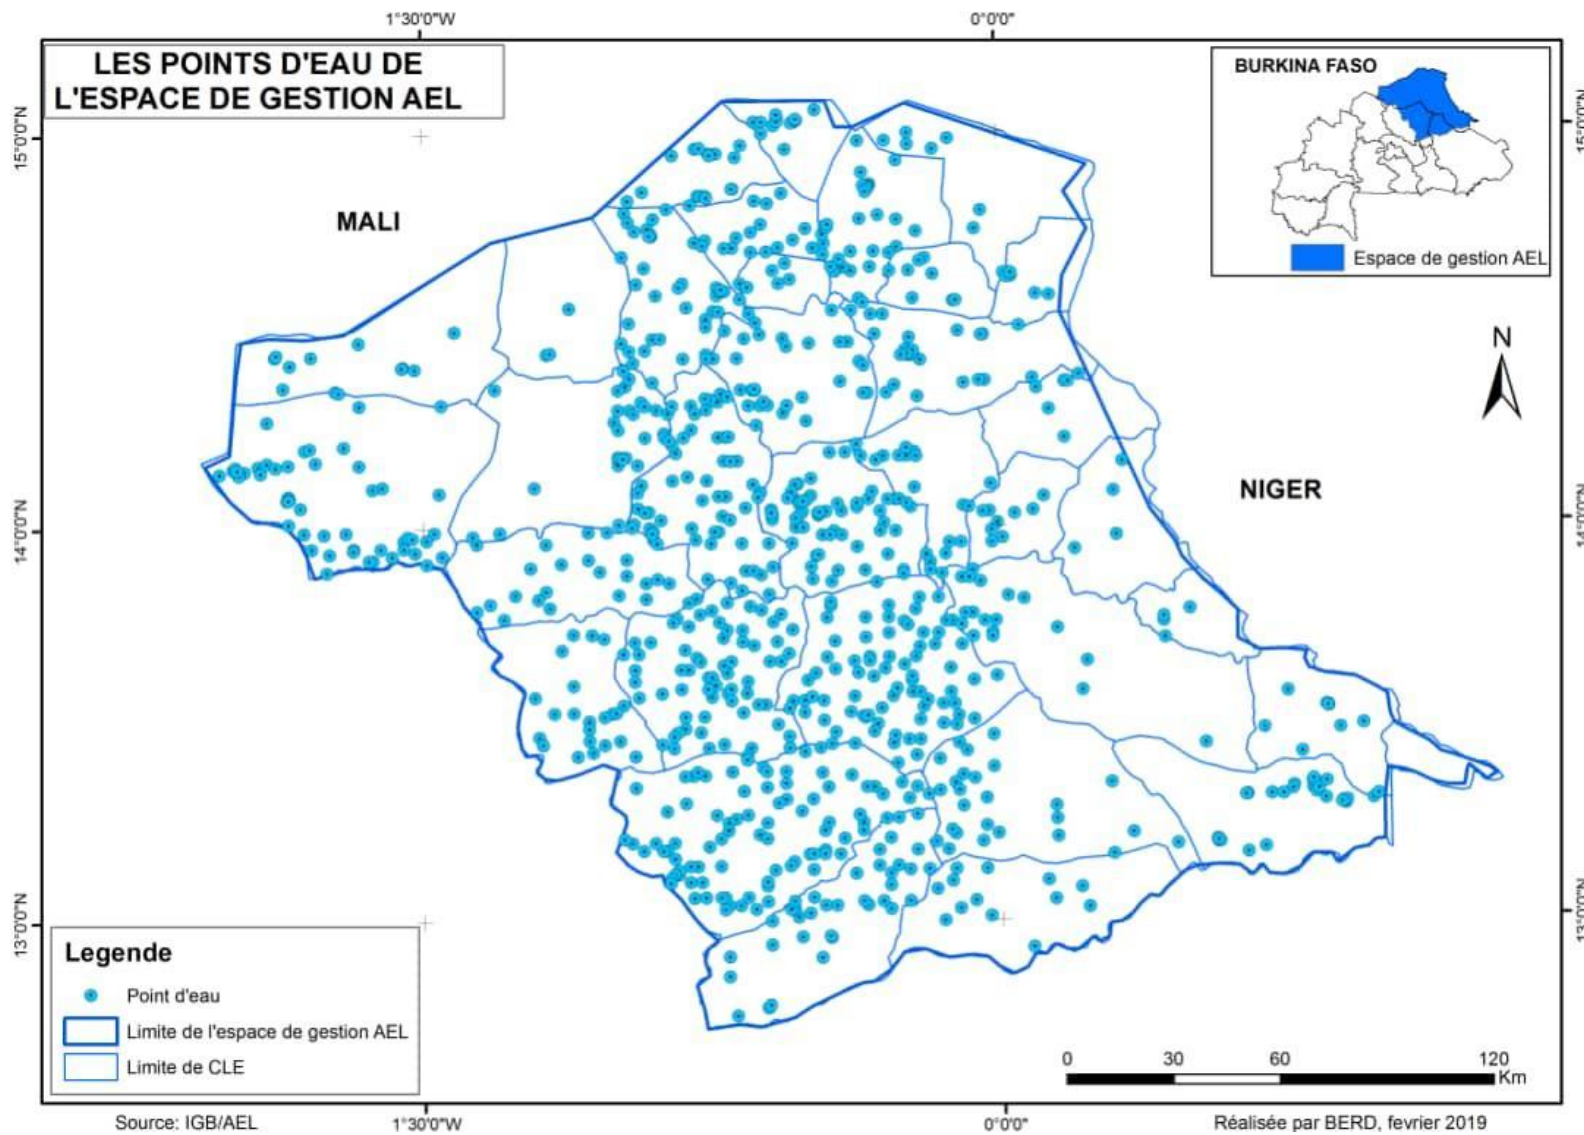 1°30'0"W
0°0'0"
LES POINTS D'EAU DE
L'ESPACE DE GESTION AEL
BURKINA FASO
Espace de gestion AEL
15°0'0"N
15°0'0"N
MALI
N
NIGER
14°0'0"N
14°0'0"N
13°0'0"N
13°0'0"N
Legende
Point d'eau
Limite de l'espace de gestion AEL
Limite de CLE
0 30 60 120
Km
Source: IGB/AEL
1°30'0"W
0°0'0"
Réalisée par BERD, fevrier 2019